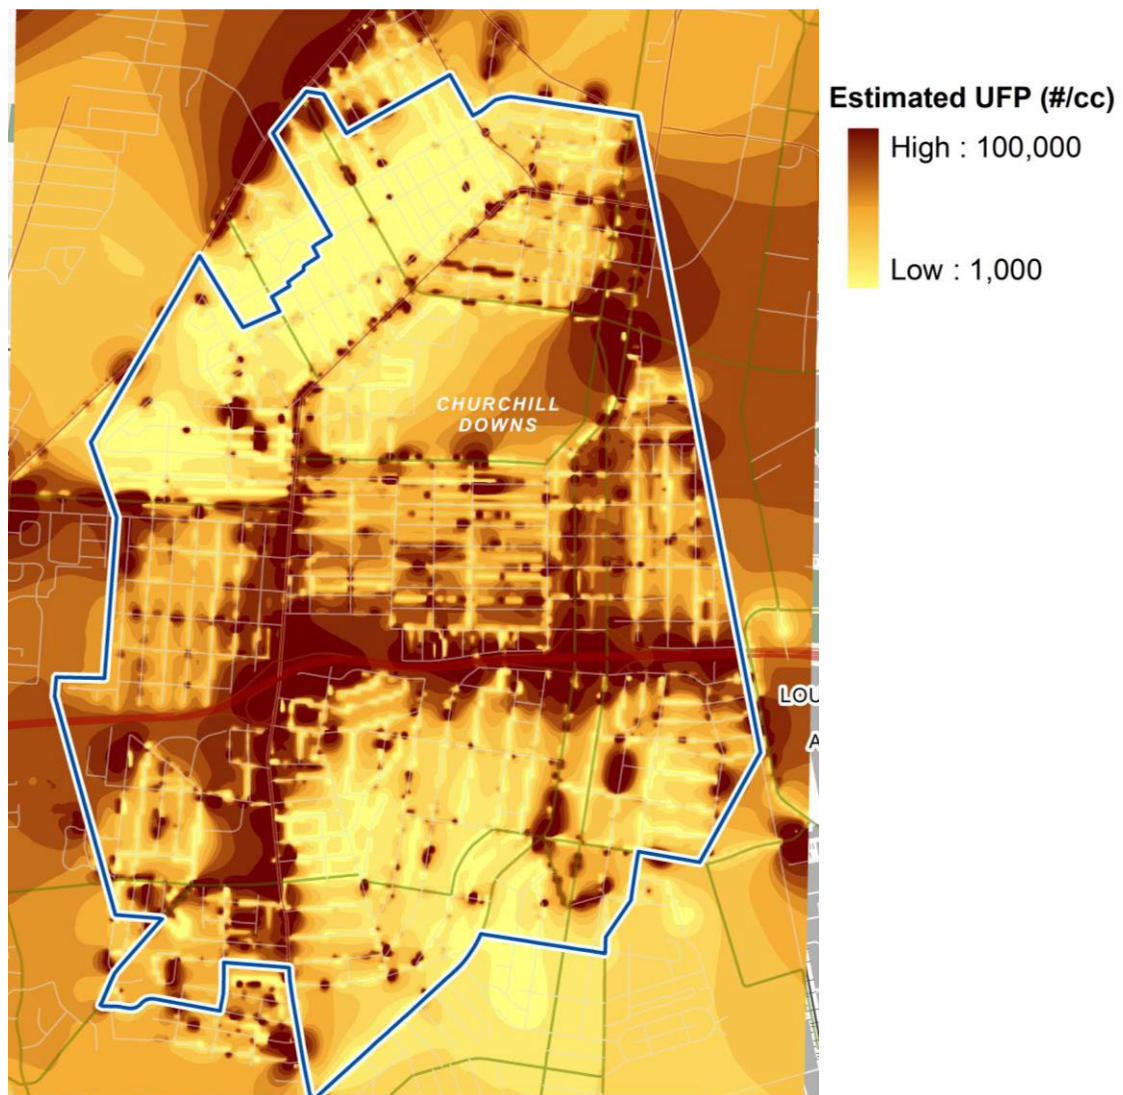 Estimated UFP (#/cc)
High : 100,000
Low : 1,000
CHURCHILL
DOWNS
LOU
A